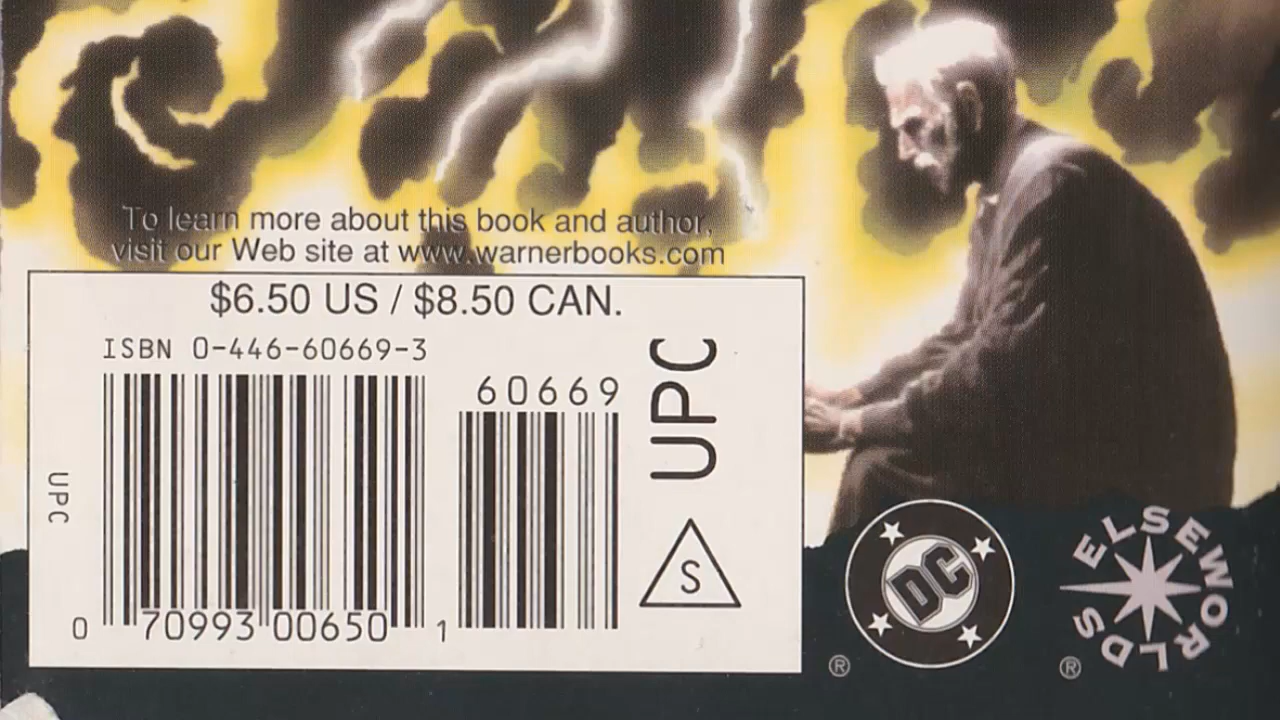 To learn more about this book and author,
visit our Web site at www.warnerbooks.com
$6.50 US / $8.50 CAN.
ISBN 0-446-60669-3
60669
UPC
UPC
S
0 70993 00650 1
DC
®
ELSEWORLDS
®